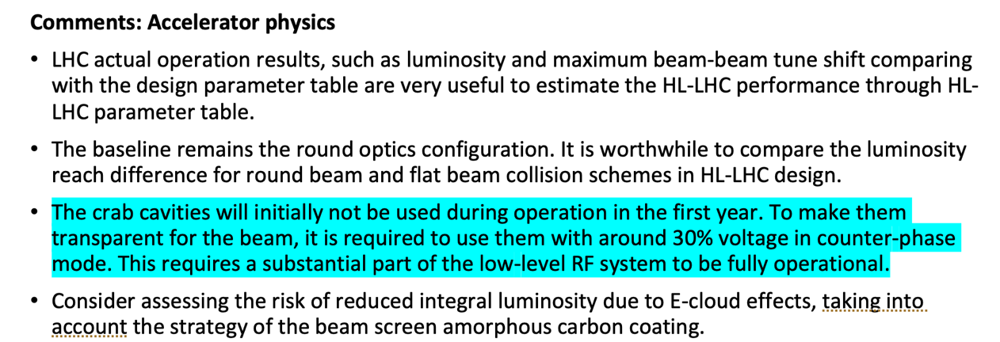 Comments: Accelerator physics
• LHC actual operation results, such as luminosity and maximum beam-beam tune shift comparing
with the design parameter table are very useful to estimate the HL-LHC performance through HL-
LHC parameter table.
• The baseline remains the round optics configuration. It is worthwhile to compare the luminosity
reach difference for round beam and flat beam collision schemes in HL-LHC design.
• The crab cavities will initially not be used during operation in the first year. To make them
transparent for the beam, it is required to use them with around 30% voltage in counter-phase
mode. This requires a substantial part of the low-level RF system to be fully operational.
• Consider assessing the risk of reduced integral luminosity due to E-cloud effects, taking into
account the strategy of the beam screen amorphous carbon coating.